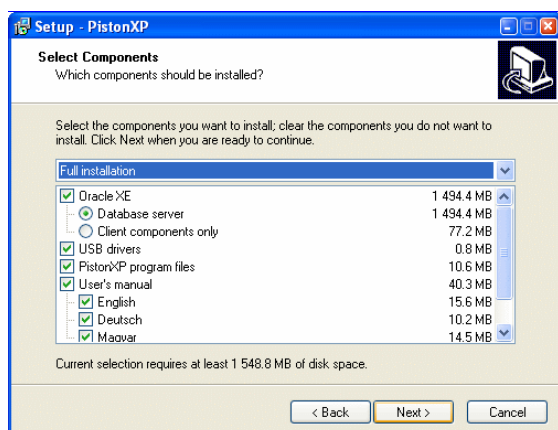 Setup - PistonXP
Select Components
Which components should be installed?
Select the components you want to install; clear the components you do not want to
install. Click Next when you are ready to continue.
Full installation
Oracle XE 1 494.4 MB
Database server 1 494.4 MB
Client components only 77.2 MB
USB drivers 0.8 MB
PistonXP program files 10.6 MB
User's manual 40.3 MB
English 15.6 MB
Deutsch 10.2 MB
Magyar 14.5 MB
Current selection requires at least 1 548.8 MB of disk space.
< Back Next > Cancel